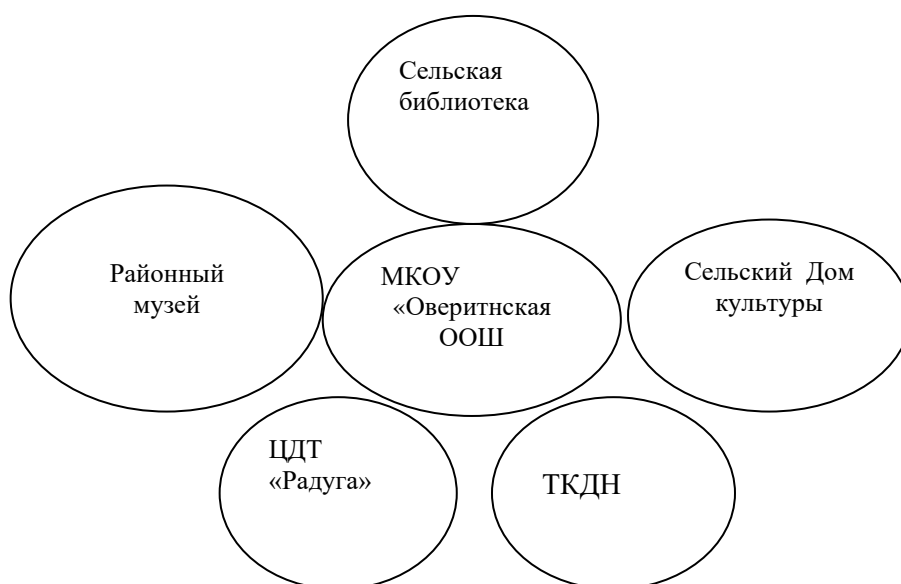 Сельская
библиотека
Районный
музей
МКОУ
«Оверитнская
ООШ
Сельский Дом
культуры
ЦДТ
«Радуга»
ТКДН